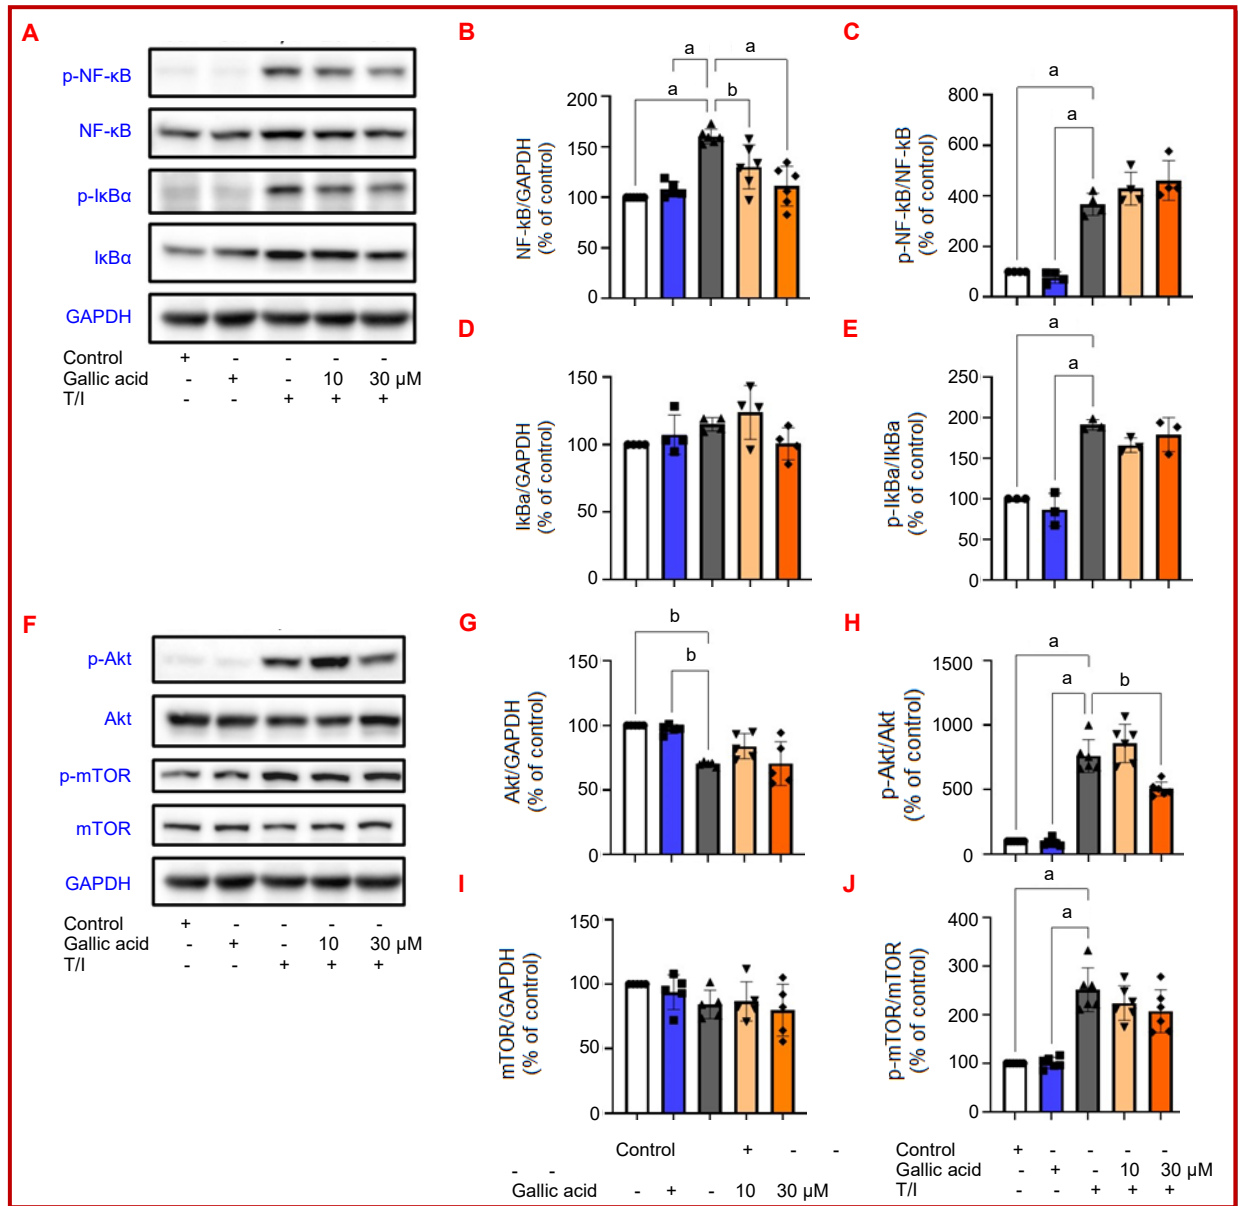 A
p-NF-κB
NF-κB
p-IκBα
IκBα
GAPDH
Control + - - - -
Gallic acid - + - 10 30 µM
T/I - - + + +
B
a a
a b
200
150
100
50
0
NF-kB/GAPDH
(% of control)
C
a
a
800
600
400
200
0
p-NF-kB/NF-kB
(% of control)
D
150
100
50
0
IkBa/GAPDH
(% of control)
E
a
a
250
200
150
100
50
0
p-IkBa/IkBa
(% of control)
F
p-Akt
Akt
p-mTOR
mTOR
GAPDH
Control + - - - -
Gallic acid - + - 10 30 µM
T/I - - + + +
G
b
b
150
100
50
0
Akt/GAPDH
(% of control)
H
a
a b
1500
1000
500
0
p-Akt/Akt
(% of control)
I
150
100
50
0
mTOR/GAPDH
(% of control)
J
a
a
400
300
200
100
0
p-mTOR/mTOR
(% of control)
Control + - -
- -
Gallic acid - + - 10 30 µM
Control + - - - -
Gallic acid - + - 10 30 µM
T/I - - + + +